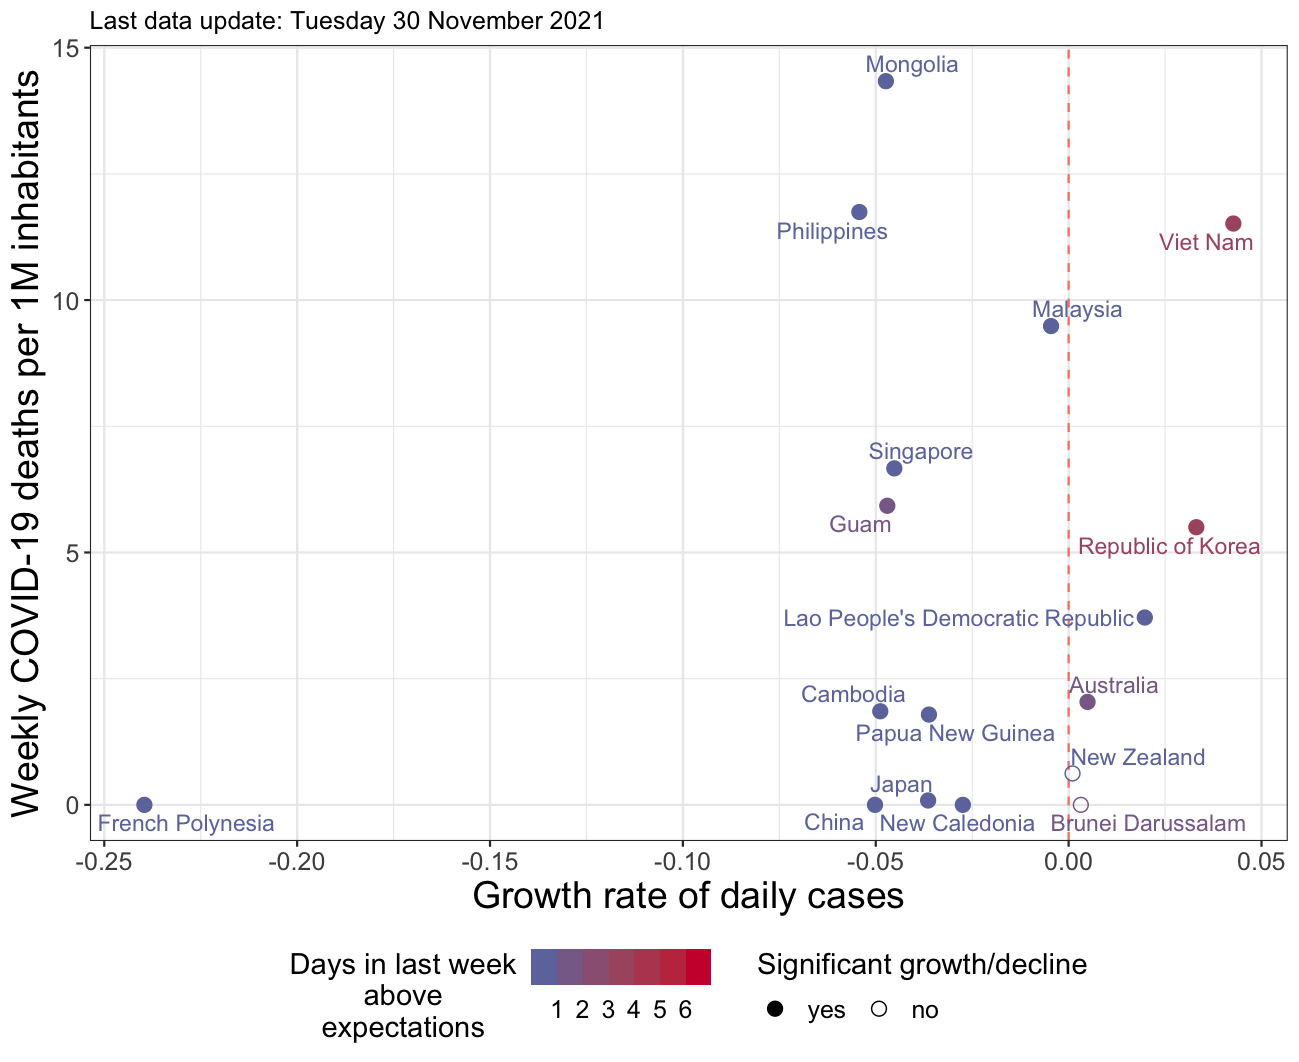 Last data update: Tuesday 30 November 2021
15
Mongolia
Philippines
Viet Nam
10
Malaysia
Singapore
Guam
Republic of Korea
5
Lao People's Democratic Republic
Australia
Cambodia
Papua New Guinea
New Zealand
Japan
0
French Polynesia
China
New Caledonia
Brunei Darussalam
Weekly COVID-19 deaths per 1M inhabitants
-0.25 -0.20 -0.15 -0.10 -0.05 0.00 0.05
Growth rate of daily cases
Days in last week
above
expectations
1 2 3 4 5 6
Significant growth/decline
yes no